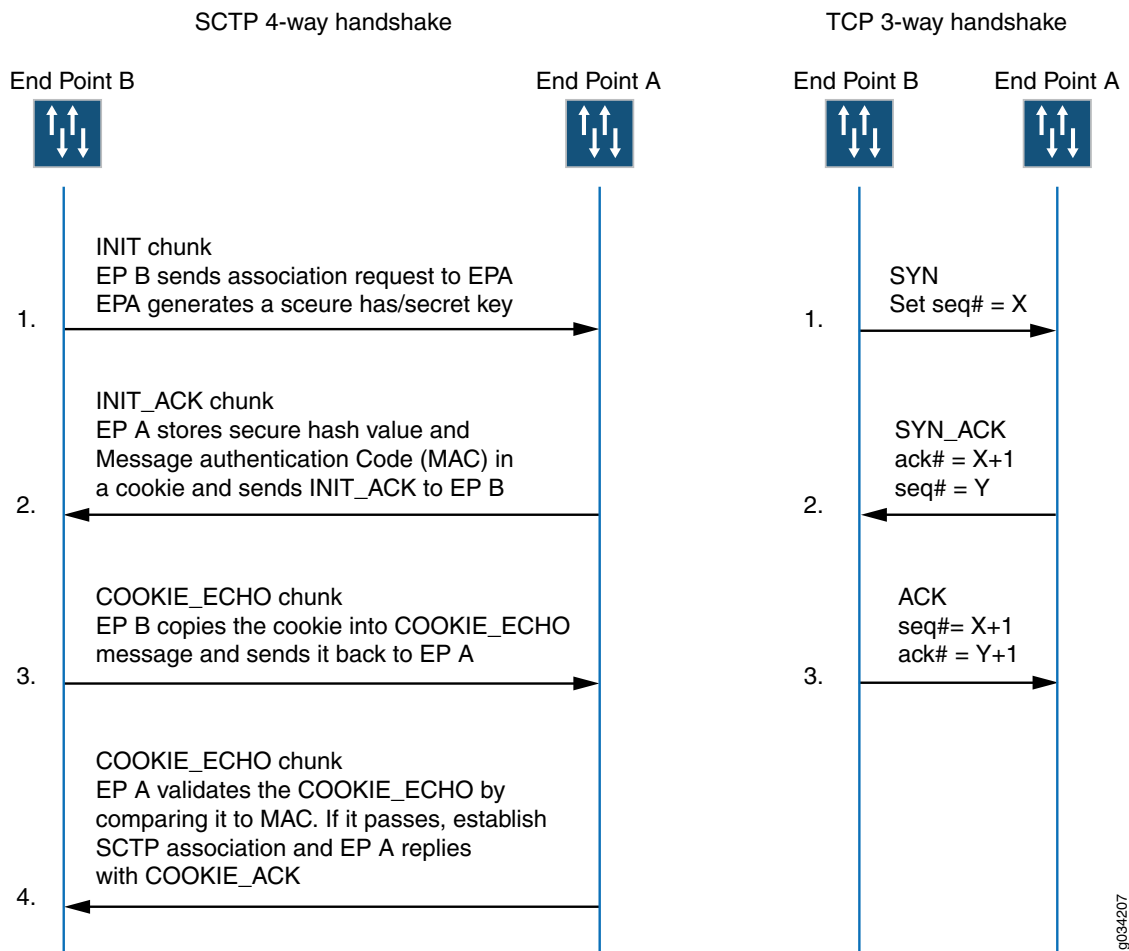 SCTP 4-way handshake
TCP 3-way handshake
End Point B
End Point A
End Point B
End Point A
INIT chunk
EP B sends association request to EPA
EPA generates a sceure has/secret key
1.
SYN
Set seq# = X
1.
INIT_ACK chunk
EP A stores secure hash value and
Message authentication Code (MAC) in
a cookie and sends INIT_ACK to EP B
2.
SYN_ACK
ack# = X+1
seq# = Y
2.
COOKIE_ECHO chunk
EP B copies the cookie into COOKIE_ECHO
message and sends it back to EP A
3.
ACK
seq#= X+1
ack# = Y+1
3.
COOKIE_ECHO chunk
EP A validates the COOKIE_ECHO by
comparing it to MAC. If it passes, establish
SCTP association and EP A replies
with COOKIE_ACK
4.
g034207